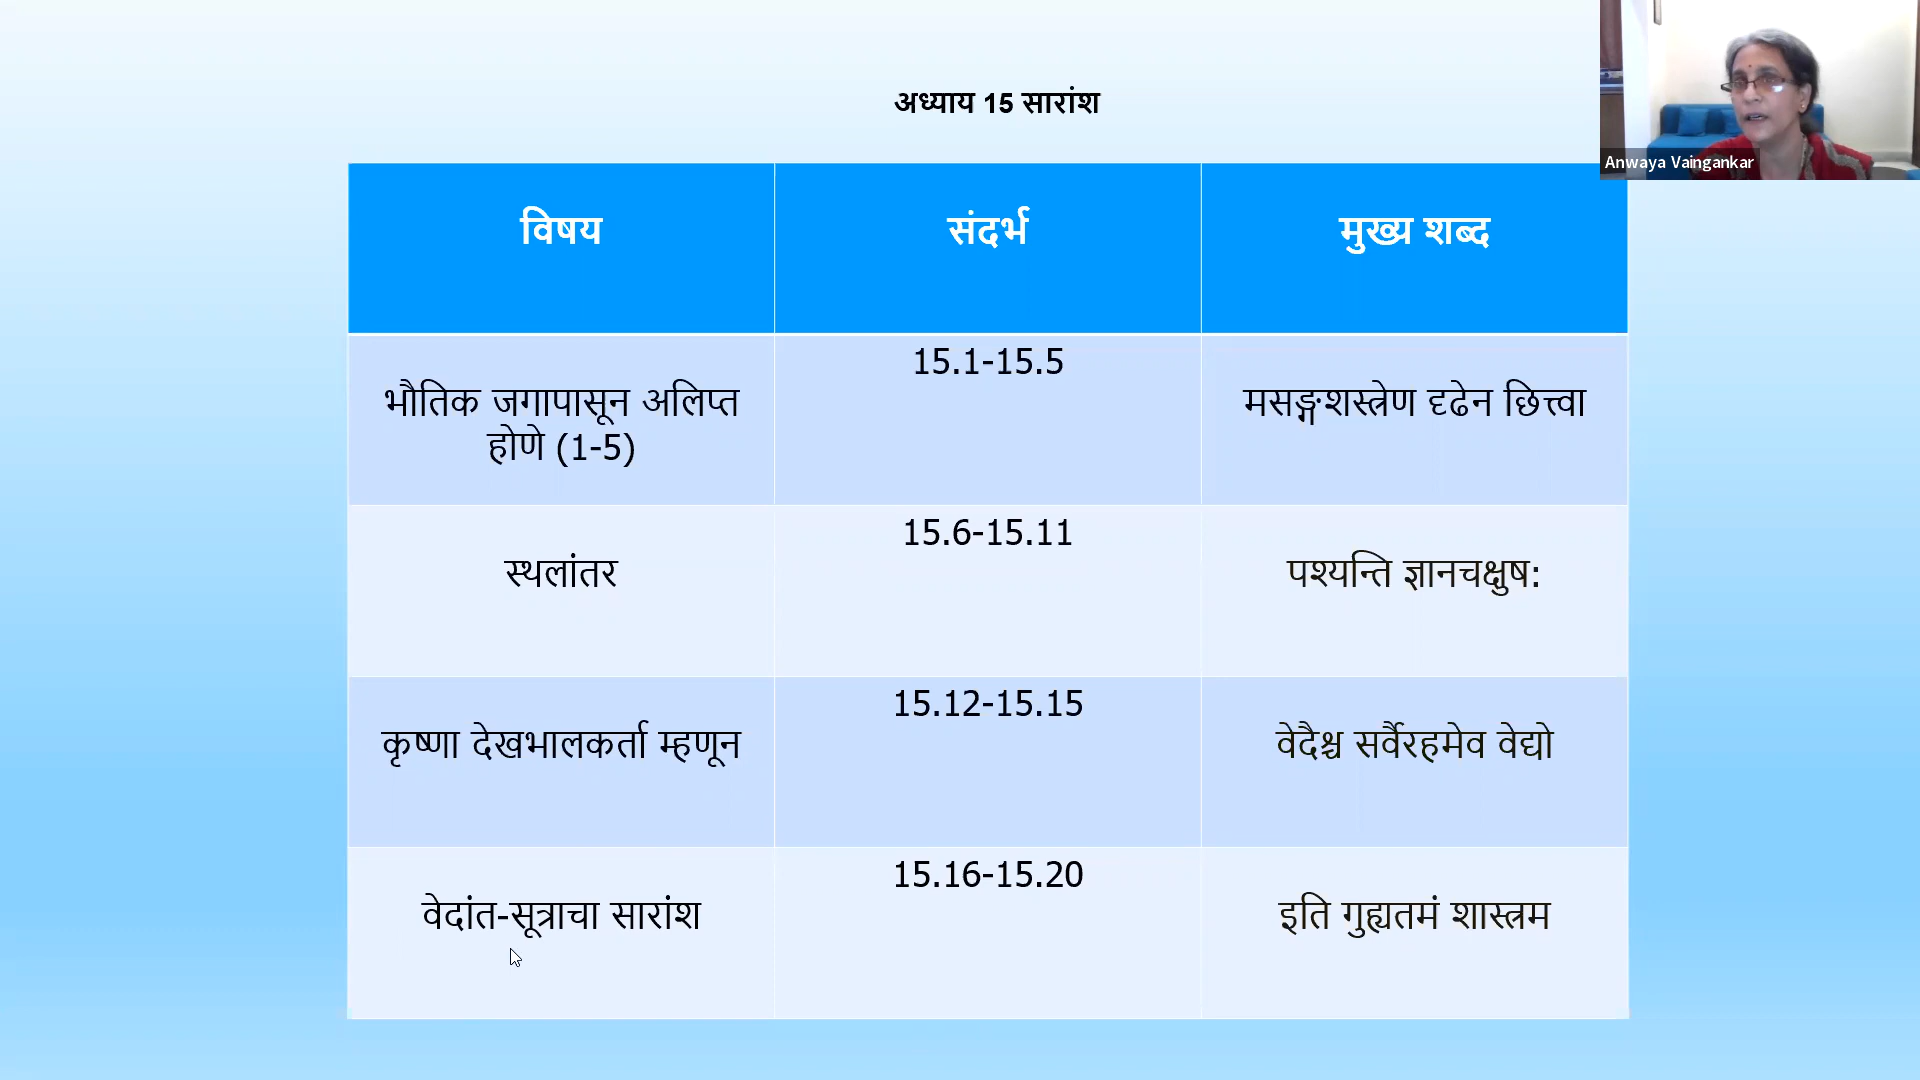 अध्याय 15 सारांश
Anwaya Vaingankar
विषय
संदर्भ
मुख्य शब्द
भौतिक जगापासून अलिप्त
होणे (1-5)
15.1-15.5
मसङ्गशस्त्रेण दृढेन छित्त्वा
स्थलांतर
15.6-15.11
पश्यन्ति ज्ञानचक्षुष:
कृष्णा देखभालकर्ता म्हणून
15.12-15.15
वेदैश्च सर्वैरहमेव वेद्यो
वेदांत-सूत्राचा सारांश
15.16-15.20
इति गुह्यतमं शास्त्रम